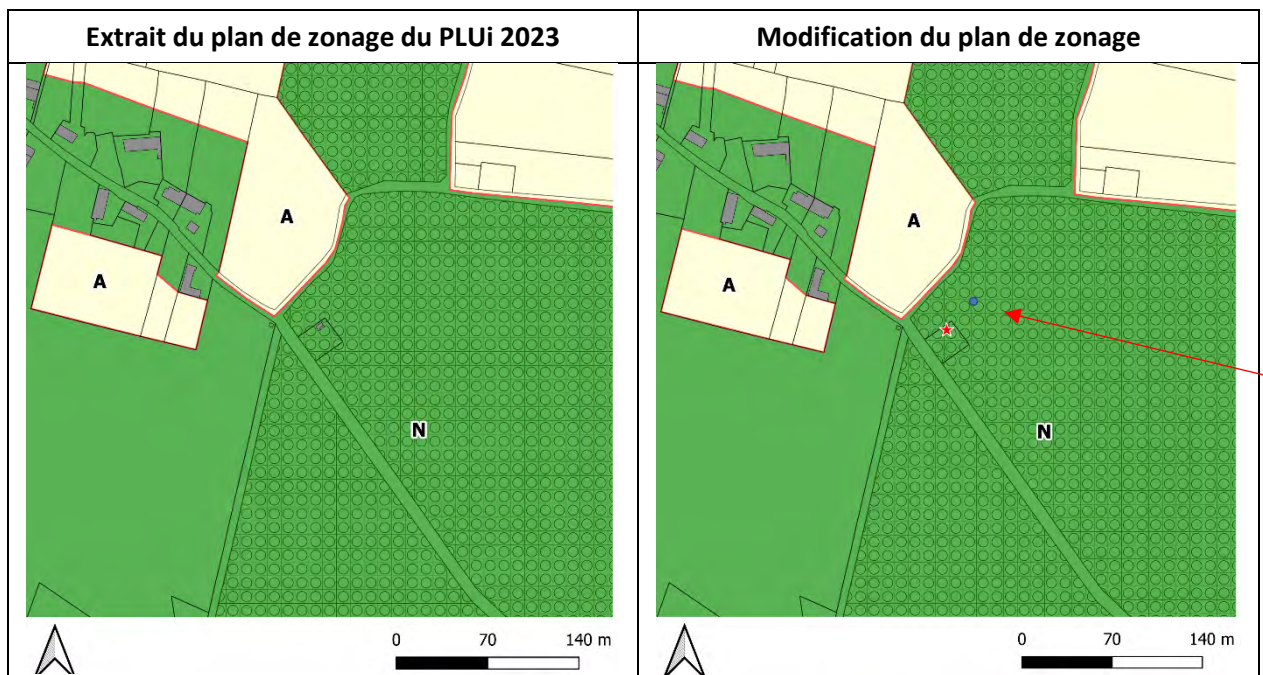 Extrait du plan de zonage du PLUi 2023
Modification du plan de zonage
A
A
N
0 70 140 m
A
A
N
0 70 140 m